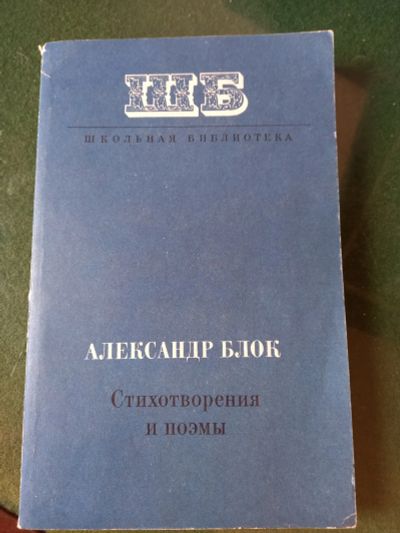 ШБ
ШКОЛЬНАЯ БИБЛИОТЕКА
АЛЕКСАНДР БЛОК
Стихотворения
и поэмы